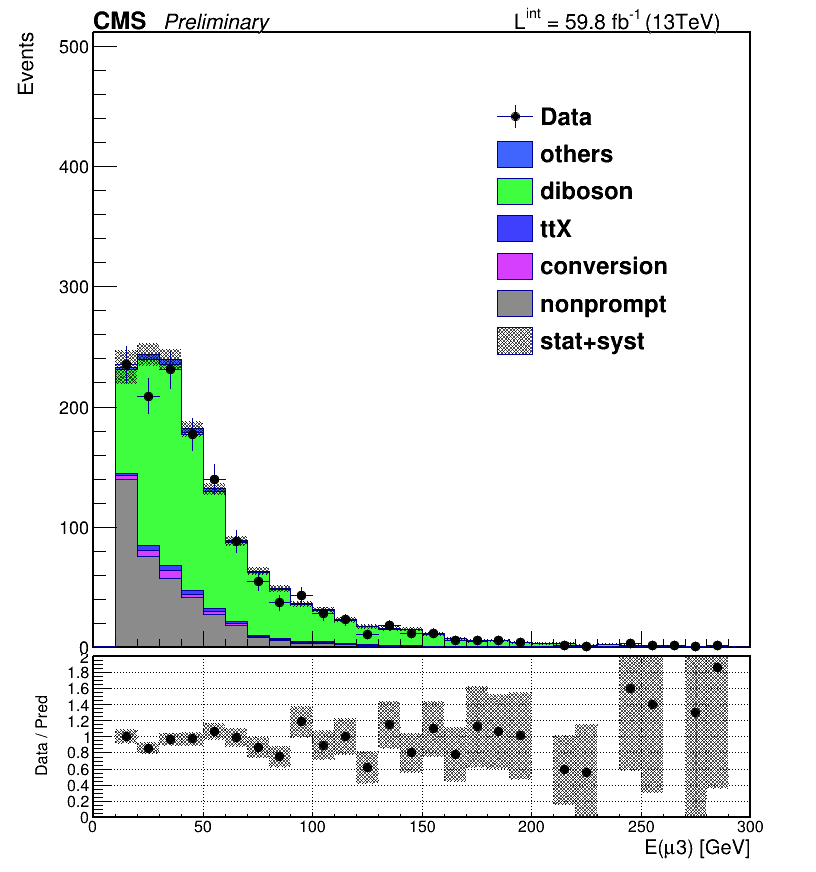 CMS Preliminary
L^int = 59.8 fb^-1 (13TeV)
Events
500
400
300
200
100
0
Data
others
diboson
ttX
conversion
nonprompt
stat+syst
Data / Pred
2
1.8
1.6
1.4
1.2
1
0.8
0.6
0.4
0.2
0
0 50 100 150 200 250 300
E(μ3) [GeV]